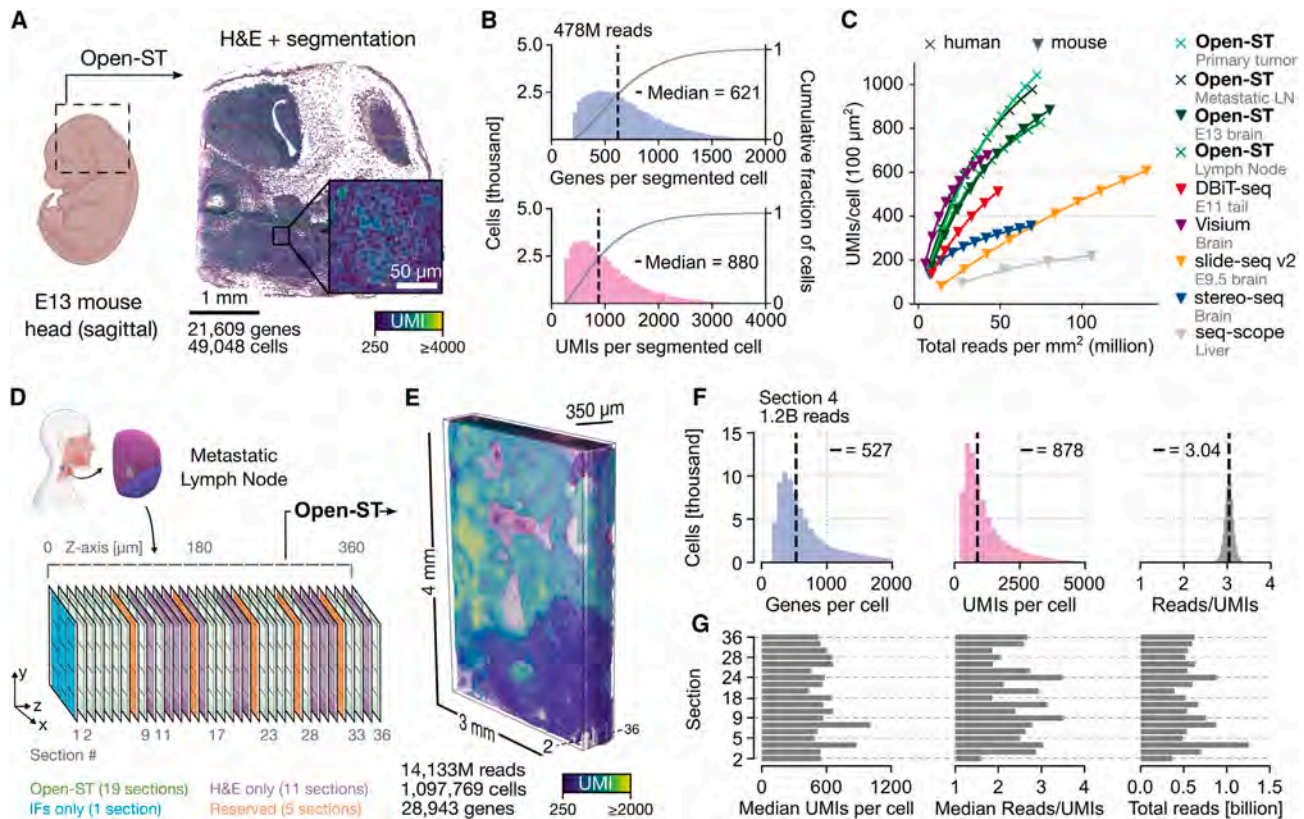 A
Open-ST
H&E + segmentation
E13 mouse
head (sagittal)
1 mm
50 μm
21,609 genes
49,048 cells
UMI
250
≥4000
B
478M reads
5.0
2.5
Median = 621
1
0
0
500
1000
1500
2000
Genes per segmented cell
Cells [thousand]
Cumulative fraction of cells
5.0
2.5
Median = 880
1
0
0
1000
2000
3000
4000
UMIs per segmented cell
C
human
mouse
UMIs/cell (100 μm²)
1000
800
600
400
200
0
50
100
Total reads per mm² (million)
Open-ST
Primary tumor
Open-ST
Metastatic LN
Open-ST
E13 brain
Open-ST
Lymph Node
DBiT-seq
E11 tail
Visium
Brain
slide-seq v2
E9.5 brain
stereo-seq
Brain
seq-scope
Liver
D
Metastatic
Lymph Node
Open-ST
0
Z-axis [μm]
180
360
y
z
x
1 2
9 11
17
23
28
33
36
Section #
Open-ST (19 sections)
H&E only (11 sections)
IFs only (1 section)
Reserved (5 sections)
E
350 μm
4 mm
3 mm
2
36
14,133M reads
1,097,769 cells
28,943 genes
UMI
250
≥2000
F
Section 4
1.2B reads
Cells [thousand]
15
10
5
0
= 527
0
1000
2000
Genes per cell
= 878
0
2500
5000
UMIs per cell
= 3.04
1
2
3
4
Reads/UMIs
G
Section
36
28
24
18
9
5
2
0
600
1200
Median UMIs per cell
1
2
3
4
Median Reads/UMIs
0
0.5
1.0
1.5
Total reads [billion]